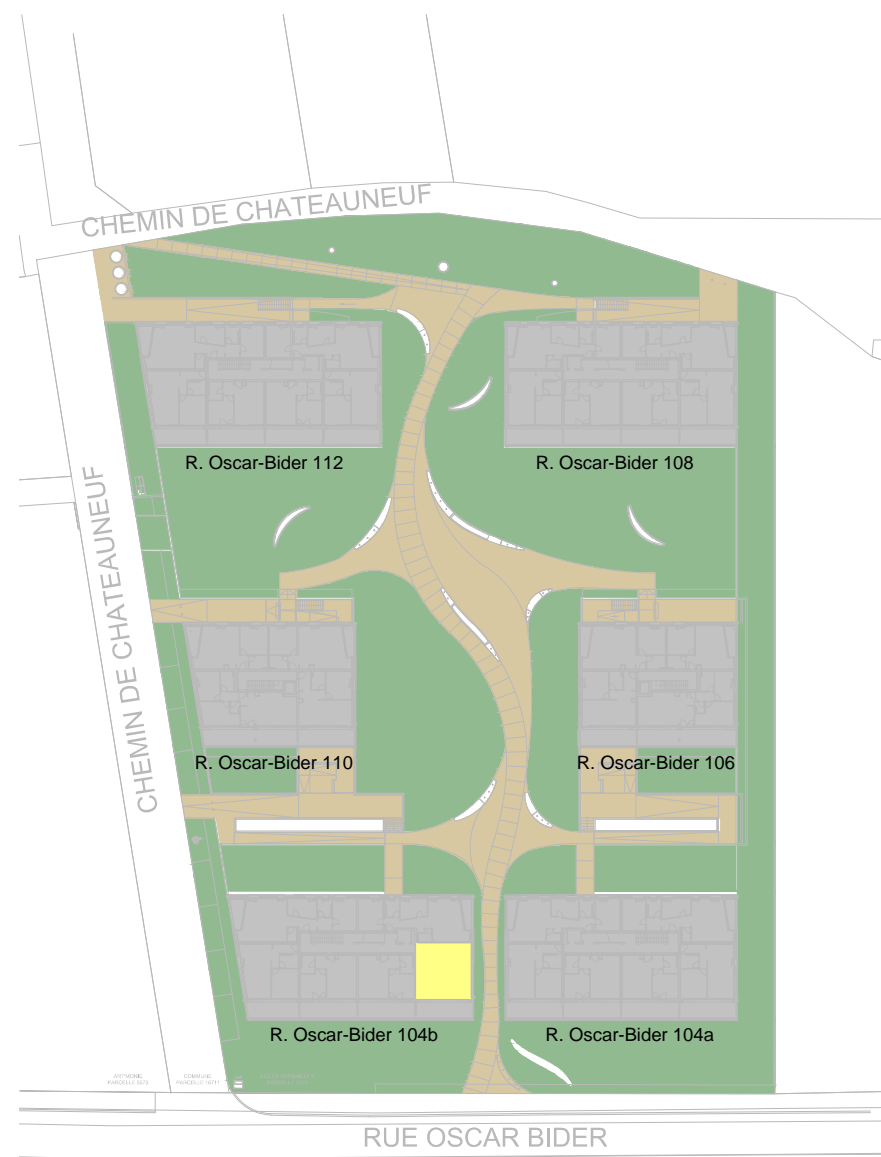 CHEMIN DE CHATEAUNEUF
R. Oscar-Bider 112
R. Oscar-Bider 108
CHEMIN DE CHATEAUNEUF
R. Oscar-Bider 110
R. Oscar-Bider 106
R. Oscar-Bider 104b
R. Oscar-Bider 104a
COMMUNE
RUE OSCAR BIDER